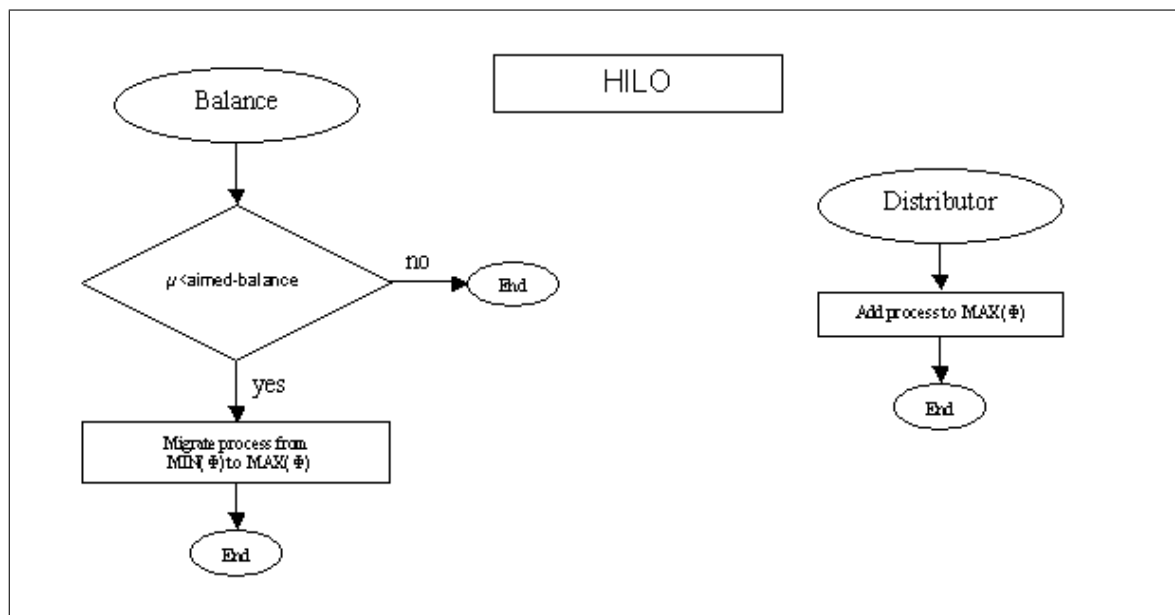 HILO
Balance
μ<aimed-balance
no
End
yes
Migrate process from
MIN(Φ) to MAX(Φ)
End
Distributor
Add process to MAX(Φ)
End